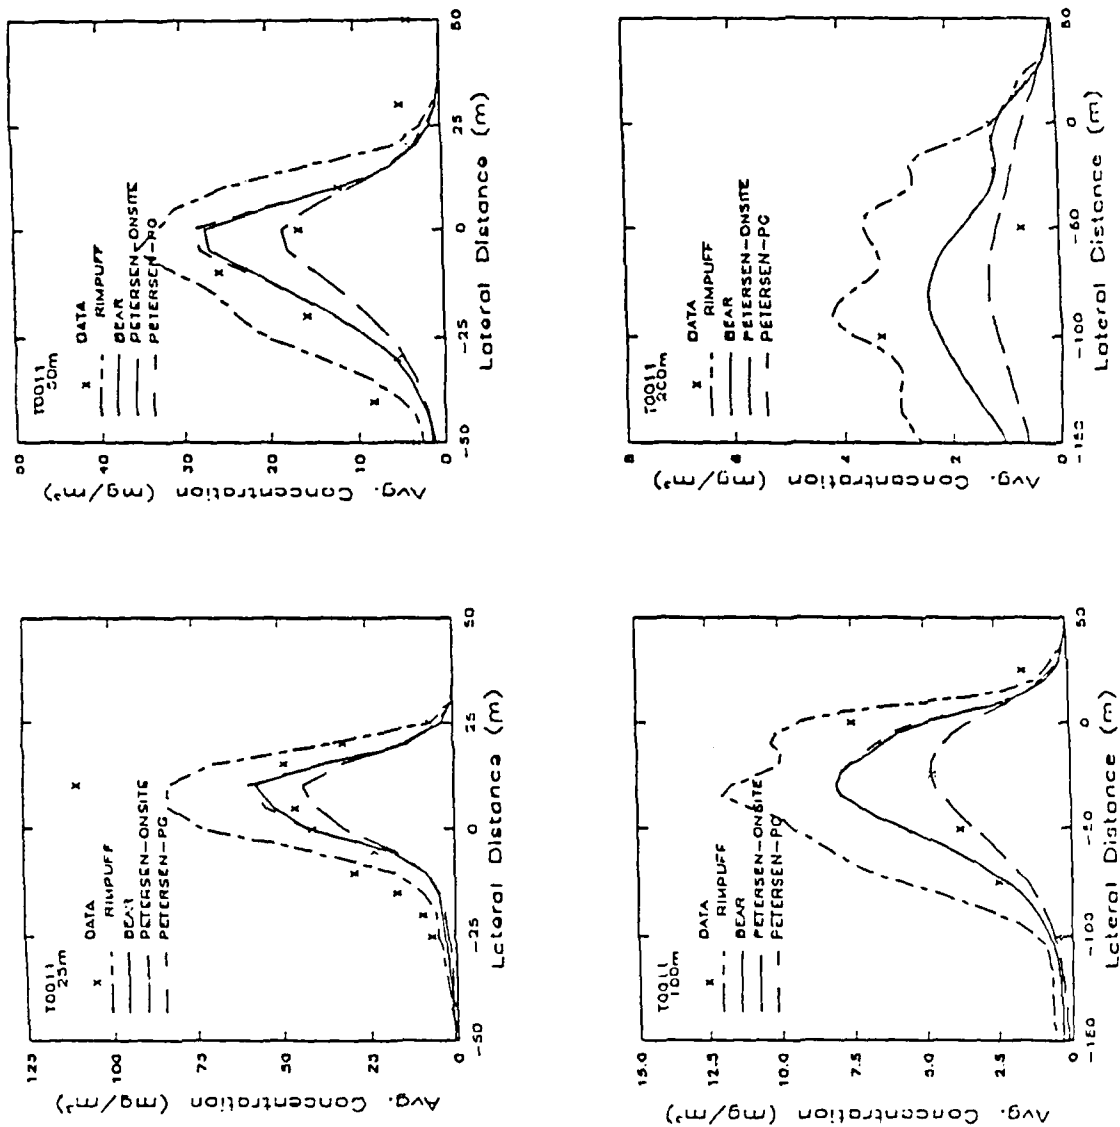 T0011
25m
DATA
RIMPUFF
BEAR
PETERSEN-ONSITE
PETERSEN-PG
125
100
75
50
25
0
Avg. Concentration (mg/m³)
-50
-25
0
25
50
Lateral Distance (m)
T0011
50m
DATA
RIMPUFF
BEAR
PETERSEN-ONSITE
PETERSEN-PG
50
40
30
20
10
0
Avg. Concentration (mg/m³)
-50
-25
0
25
50
Lateral Distance (m)
T0011
100m
DATA
RIMPUFF
BEAR
PETERSEN-ONSITE
PETERSEN-PG
15.0
12.5
10.0
7.5
5.0
2.5
0
Avg. Concentration (mg/m³)
-150
-100
-50
0
50
Lateral Distance (m)
T0011
200m
DATA
RIMPUFF
BEAR
PETERSEN-ONSITE
PETERSEN-PG
8
6
4
2
0
Avg. Concentration (mg/m³)
-150
-100
-50
0
50
Lateral Distance (m)